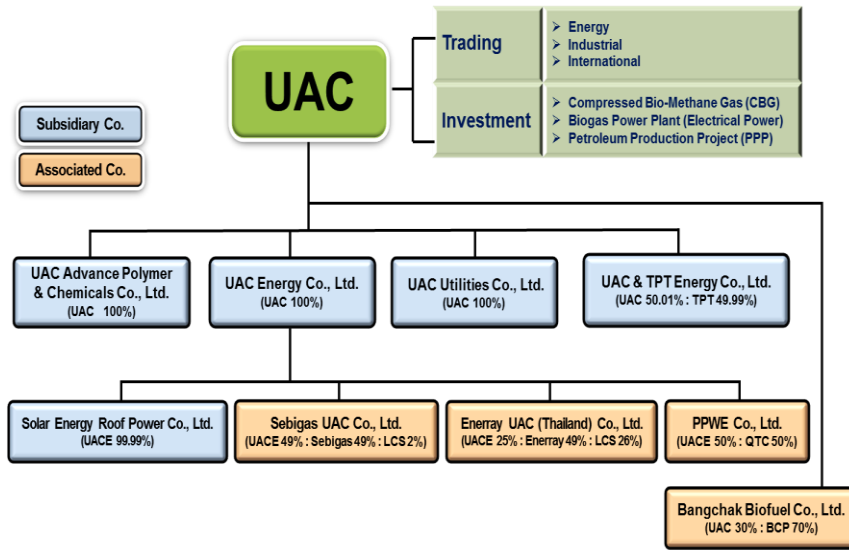 UAC
Trading
➢ Energy
➢ Industrial
➢ International
Investment
➢ Compressed Bio-Methane Gas (CBG)
➢ Biogas Power Plant (Electrical Power)
➢ Petroleum Production Project (PPP)
Subsidiary Co.
Associated Co.
UAC Advance Polymer
& Chemicals Co., Ltd.
(UAC 100%)
UAC Energy Co., Ltd.
(UAC 100%)
UAC Utilities Co., Ltd.
(UAC 100%)
UAC & TPT Energy Co., Ltd.
(UAC 50.01% : TPT 49.99%)
Solar Energy Roof Power Co., Ltd.
(UACE 99.99%)
Sebigas UAC Co., Ltd.
(UACE 49% : Sebigas 49% : LCS 2%)
Enerray UAC (Thailand) Co., Ltd.
(UACE 25% : Enerray 49% : LCS 26%)
PPWE Co., Ltd.
(UACE 50% : QTC 50%)
Bangchak Biofuel Co., Ltd.
(UAC 30% : BCP 70%)